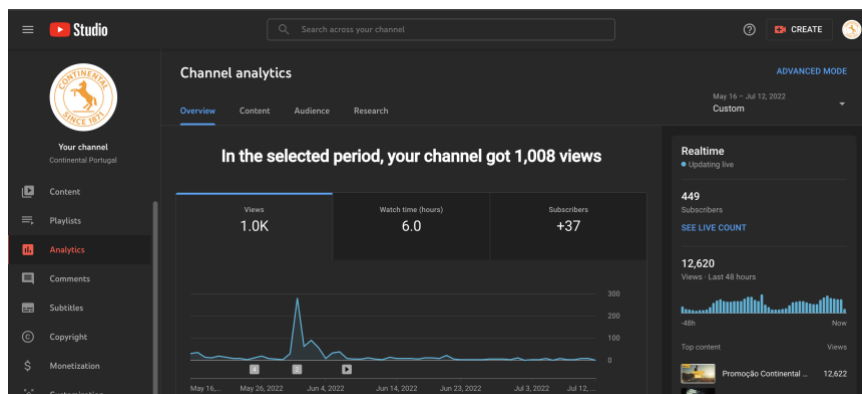 Studio
Search across your channel
CREATE
CONTINENTAL
SINCE 1871
Your channel
Continental Portugal
Content
Playlists
Analytics
Comments
Subtitles
Copyright
Monetization
Customization
Channel analytics
ADVANCED MODE
Overview
Content
Audience
Research
May 16 – Jul 12, 2022
Custom
In the selected period, your channel got 1,008 views
Views
1.0K
Watch time (hours)
6.0
Subscribers
+37
300
200
100
0
4
2
May 16,...
May 26, 2022
Jun 4, 2022
Jun 14, 2022
Jun 23, 2022
Jul 3, 2022
Jul 12, ...
Realtime
Updating live
449
Subscribers
SEE LIVE COUNT
12,620
Views · Last 48 hours
-48h
Now
Top content
Views
Promoção Continental ...
12,622